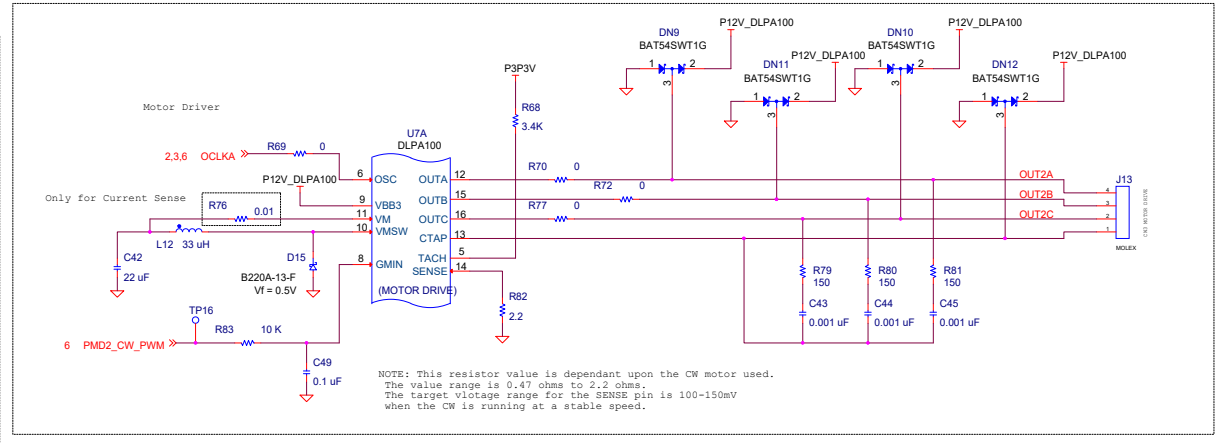 Motor Driver
2,3,6 OCLKA
R69 0
P12V_DLPA100
Only for Current Sense
R76
0.01
L12 33 uH
C42
22 uF
D15
B220A-13-F
Vf = 0.5V
TP16
R83 10 K
6 PMD2_CW_PWM
C49
0.1 uF
P3P3V
R68
3.4K
U7A
DLPA100
6 OSC
9 VBB3
11 VM
10 VMSW
8 GMIN
OUTA 12
OUTB 15
OUTC 16
CTAP 13
TACH 5
SENSE 14
(MOTOR DRIVE)
R82
2.2
R70 0
R72 0
R77 0
DN9
BAT54SWT1G
1 2
3
P12V_DLPA100
DN11
BAT54SWT1G
1 2
3
P12V_DLPA100
DN10
BAT54SWT1G
1 2
3
P12V_DLPA100
DN12
BAT54SWT1G
1 2
3
P12V_DLPA100
OUT2A
OUT2B
OUT2C
J13
4
3
2
1
CW2 MOTOR DRIVE
MOLEX
R79
150
C43
0.001 uF
R80
150
C44
0.001 uF
R81
150
C45
0.001 uF
NOTE: This resistor value is dependant upon the CW motor used.
The value range is 0.47 ohms to 2.2 ohms.
The target vlotage range for the SENSE pin is 100-150mV
when the CW is running at a stable speed.